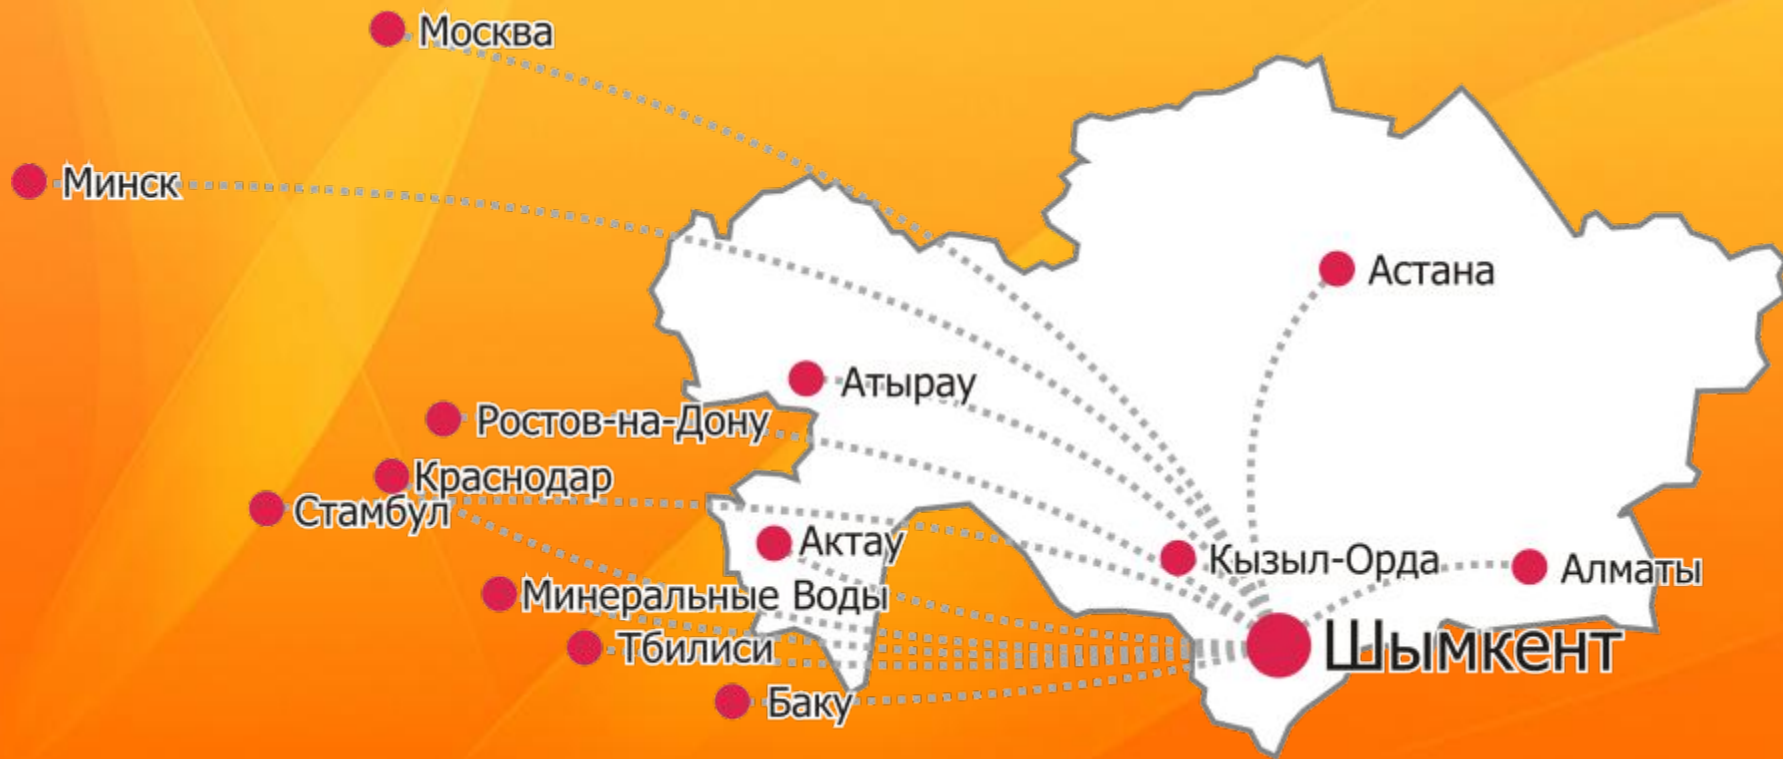 Москва
Минск
Астана
Атырау
Ростов-на-Дону
Краснодар
Стамбул
Актау
Кызыл-Орда
Алматы
Минеральные Воды
Тбилиси
Шымкент
Баку